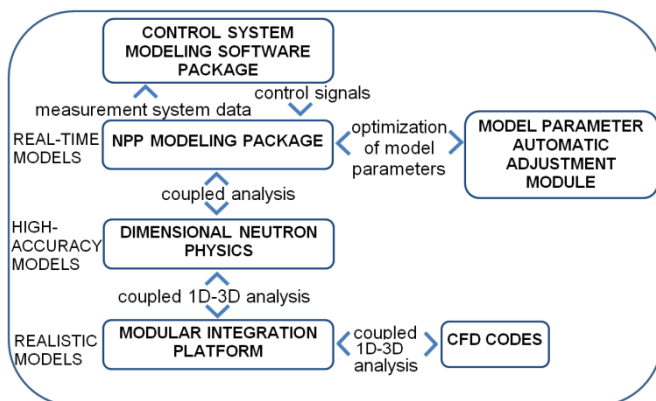 CONTROL SYSTEM
MODELING SOFTWARE
PACKAGE
measurement system data
control signals
REAL-TIME
MODELS
NPP MODELING PACKAGE
optimization
of model
parameters
MODEL PARAMETER
AUTOMATIC
ADJUSTMENT
MODULE
coupled analysis
HIGH-
ACCURACY
MODELS
DIMENSIONAL NEUTRON
PHYSICS
coupled 1D-3D analysis
REALISTIC
MODELS
MODULAR INTEGRATION
PLATFORM
coupled
1D-3D
analysis
CFD CODES